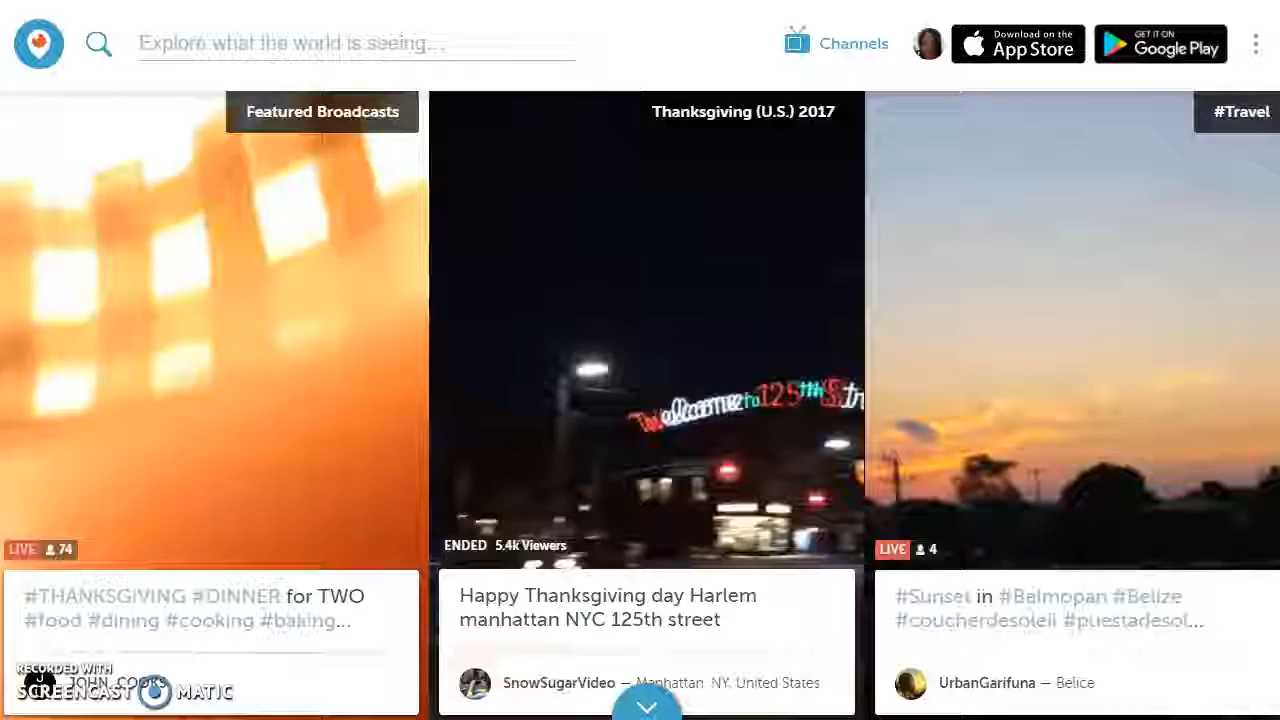 Explore what the world is seeing...
Channels
Download on the
App Store
GET IT ON
Google Play
Featured Broadcasts
Thanksgiving (U.S.) 2017
#Travel
Welcome to 125th Str
LIVE 74
ENDED 5.4k Viewers
LIVE 4
#THANKSGIVING #DINNER for TWO
#food #dining #cooking #baking...
Happy Thanksgiving day Harlem
manhattan NYC 125th street
#Sunset in #Belmopan #Belize
#coucherdesoleil #puestadesol...
RECORDED WITH
SCREENCAST MATIC
J
JOHN_COOKS
SnowSugarVideo — Manhattan NY, United States
UrbanGarifuna — Belice